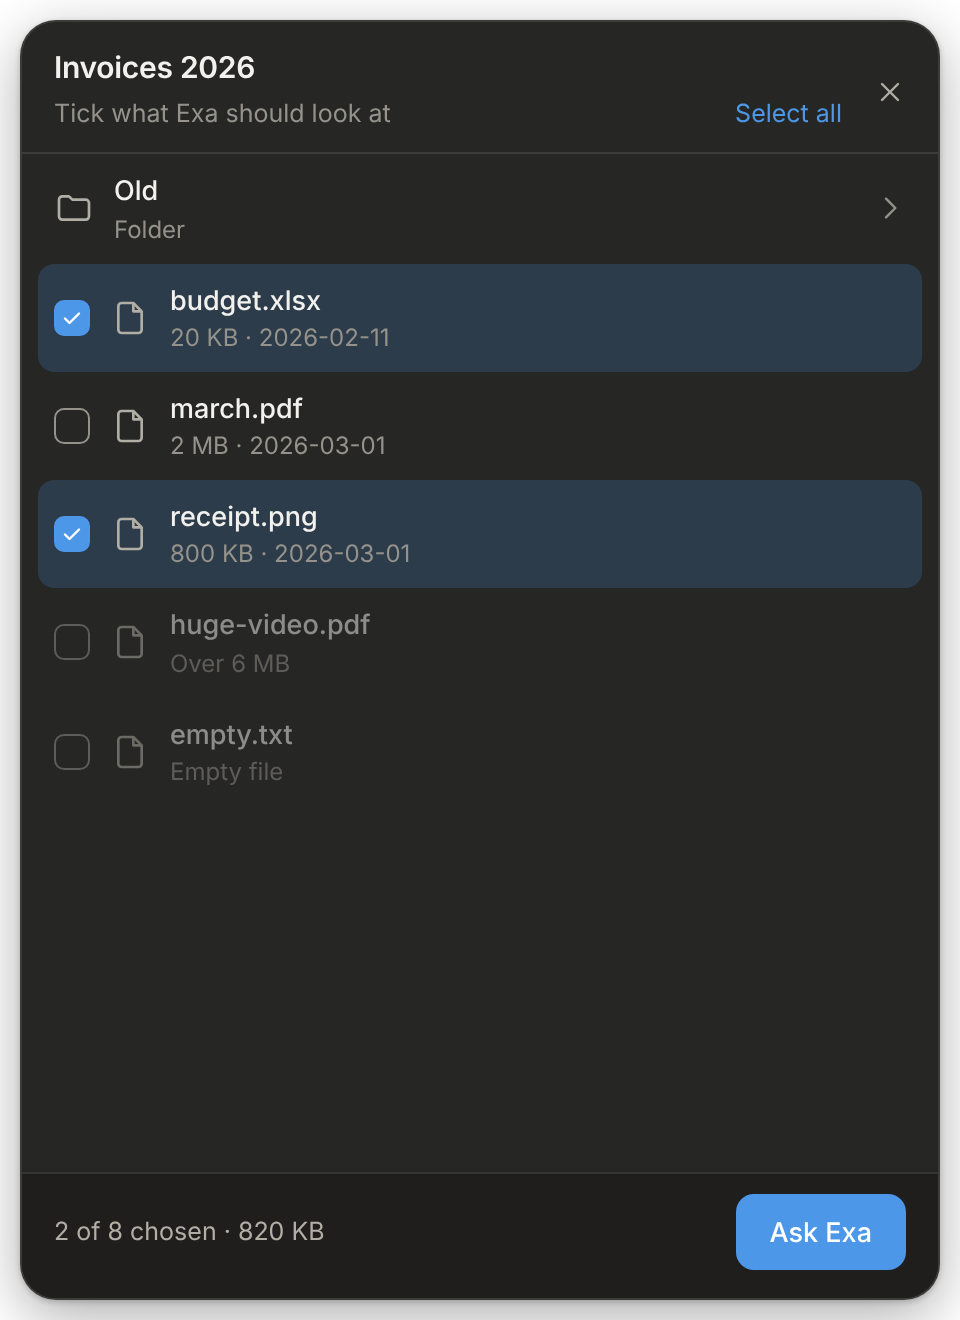 Invoices 2026
Tick what Exa should look at
Select all
Old
Folder
budget.xlsx
20 KB · 2026-02-11
march.pdf
2 MB · 2026-03-01
receipt.png
800 KB · 2026-03-01
huge-video.pdf
Over 6 MB
empty.txt
Empty file
2 of 8 chosen · 820 KB
Ask Exa